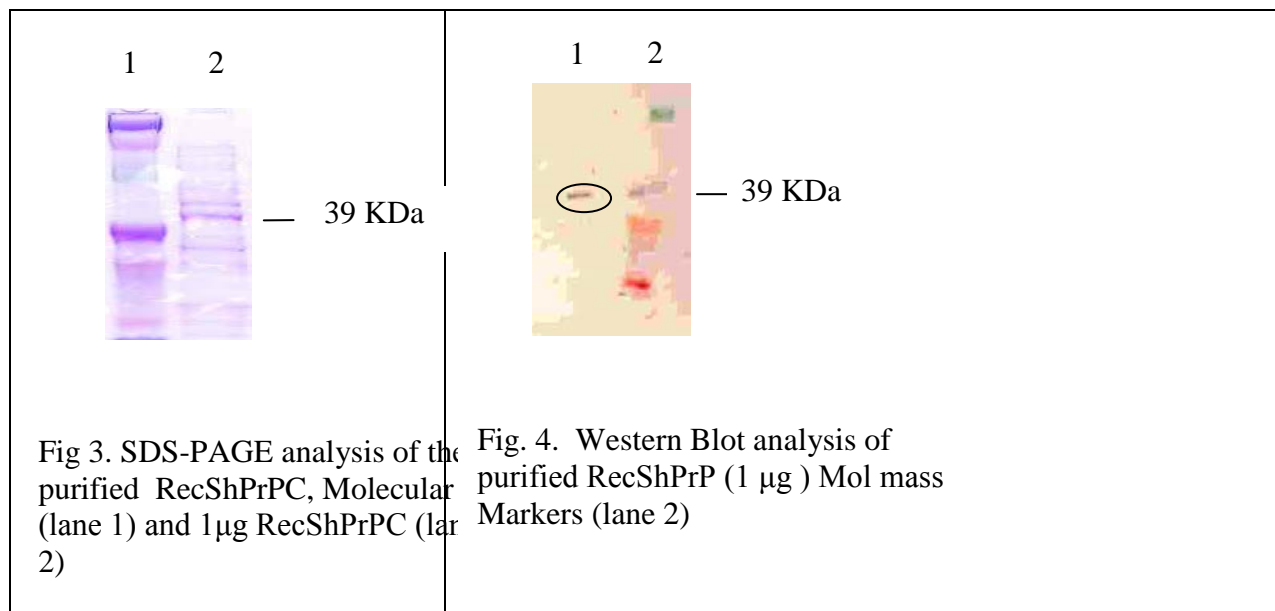 1 2
39 KDa
Fig 3. SDS-PAGE analysis of the
purified RecShPrPC, Molecular
(lane 1) and 1µg RecShPrPC (lan
2)
1 2
39 KDa
Fig. 4. Western Blot analysis of
purified RecShPrP (1 µg ) Mol mass
Markers (lane 2)